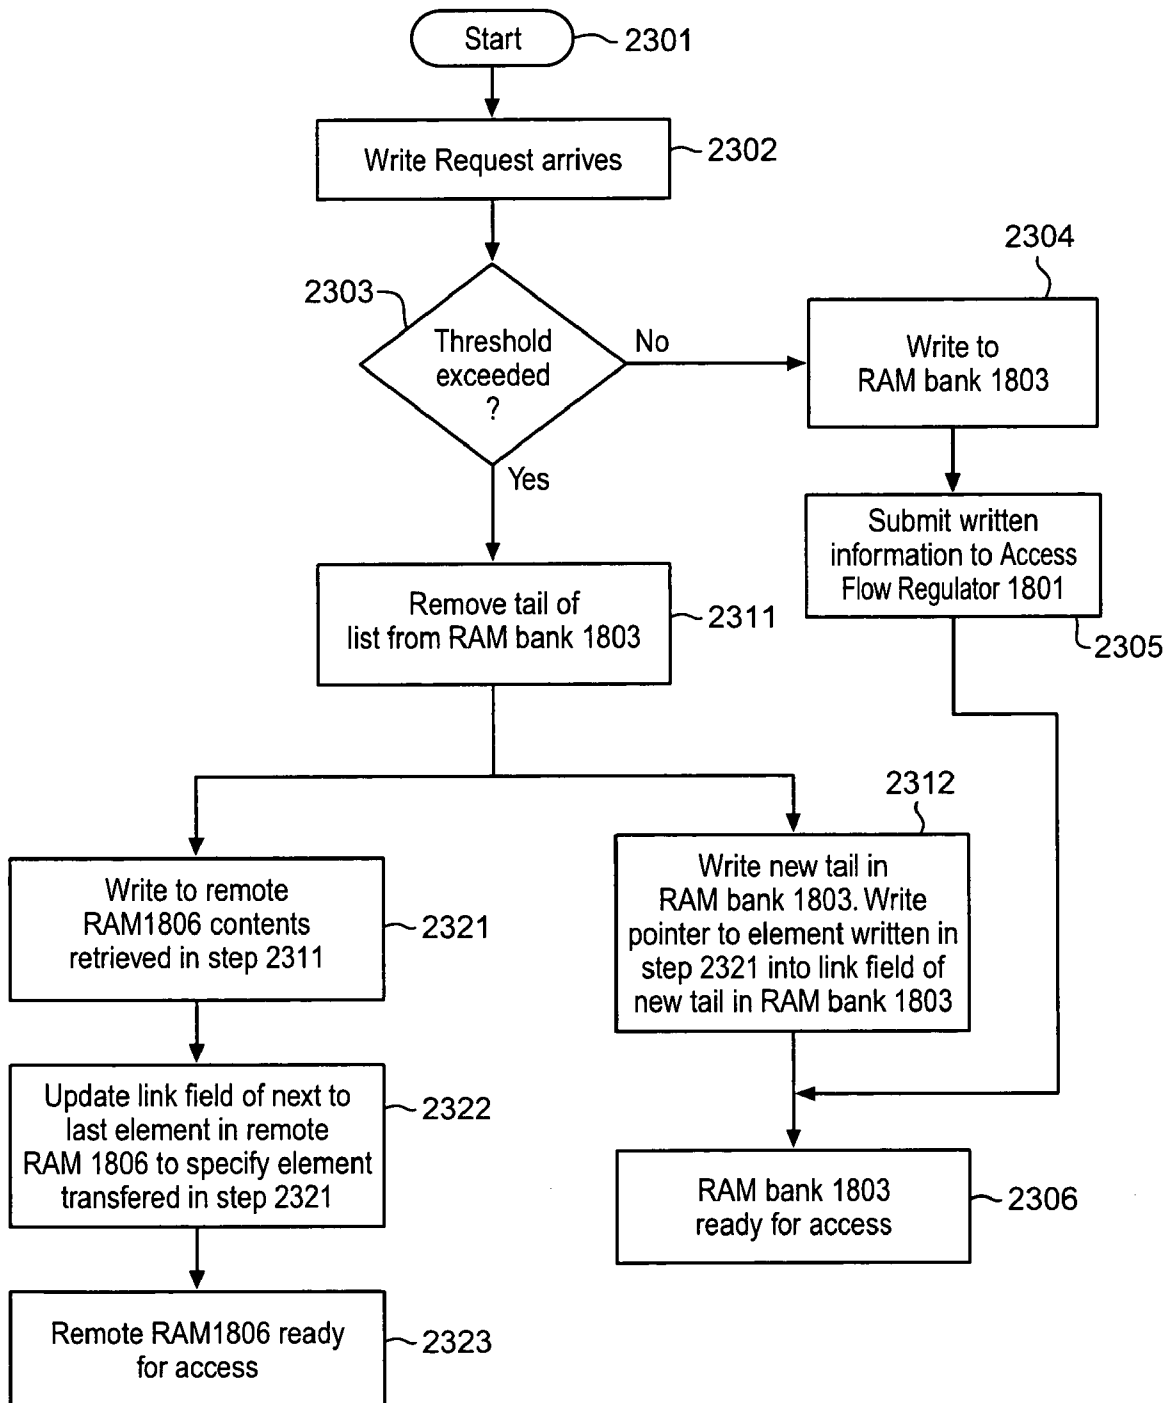 Start
2301
Write Request arrives
2302
2303
Threshold
exceeded
?
No
Yes
2304
Write to
RAM bank 1803
Submit written
information to Access
Flow Regulator 1801
2305
Remove tail of
list from RAM bank 1803
2311
2312
Write new tail in
RAM bank 1803. Write
pointer to element written in
step 2321 into link field of
new tail in RAM bank 1803
Write to remote
RAM1806 contents
retrieved in step 2311
2321
Update link field of next to
last element in remote
RAM 1806 to specify element
transfered in step 2321
2322
RAM bank 1803
ready for access
2306
Remote RAM1806 ready
for access
2323